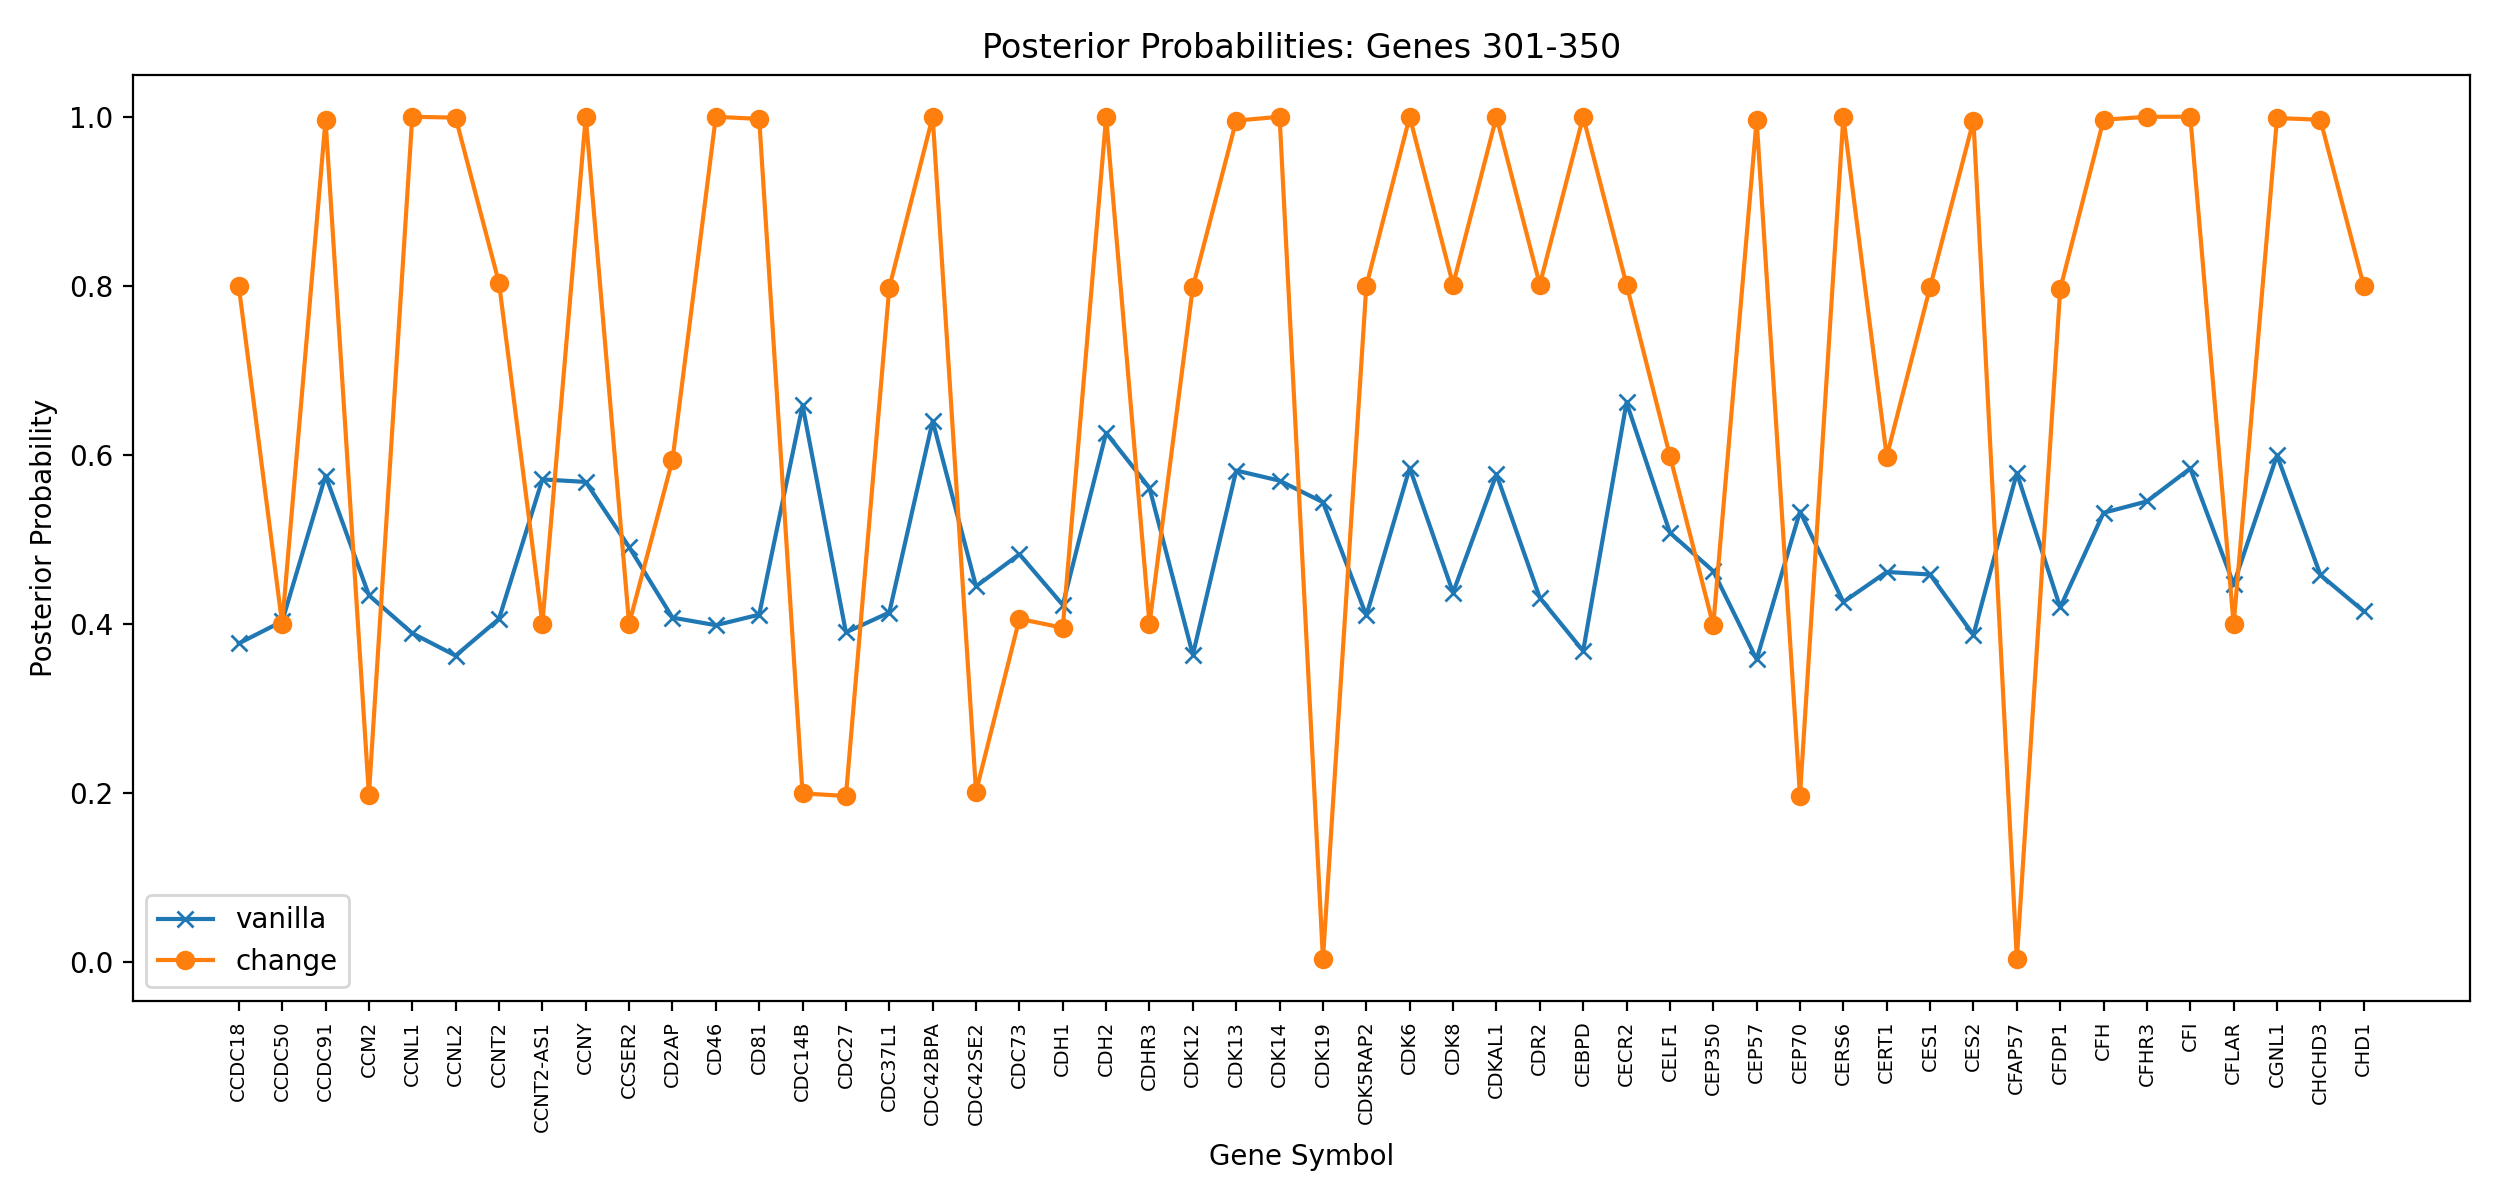 Posterior Probabilities: Genes 301-350
Posterior Probability
1.0
0.8
0.6
0.4
0.2
0.0
vanilla
change
CCDC18
CCDC50
CCDC91
CCM2
CCNL1
CCNL2
CCNT2
CCNT2-AS1
CCNY
CCSER2
CD2AP
CD46
CD81
CDC14B
CDC27
CDC37L1
CDC42BPA
CDC42SE2
CDC73
CDH1
CDH2
CDHR3
CDK12
CDK13
CDK14
CDK19
CDK5RAP2
CDK6
CDK8
CDKAL1
CDR2
CEBPD
CECR2
CELF1
CEP350
CEP57
CEP70
CERS6
CERT1
CES1
CES2
CFAP57
CFDP1
CFH
CFHR3
CFI
CFLAR
CGNL1
CHCHD3
CHD1
Gene Symbol